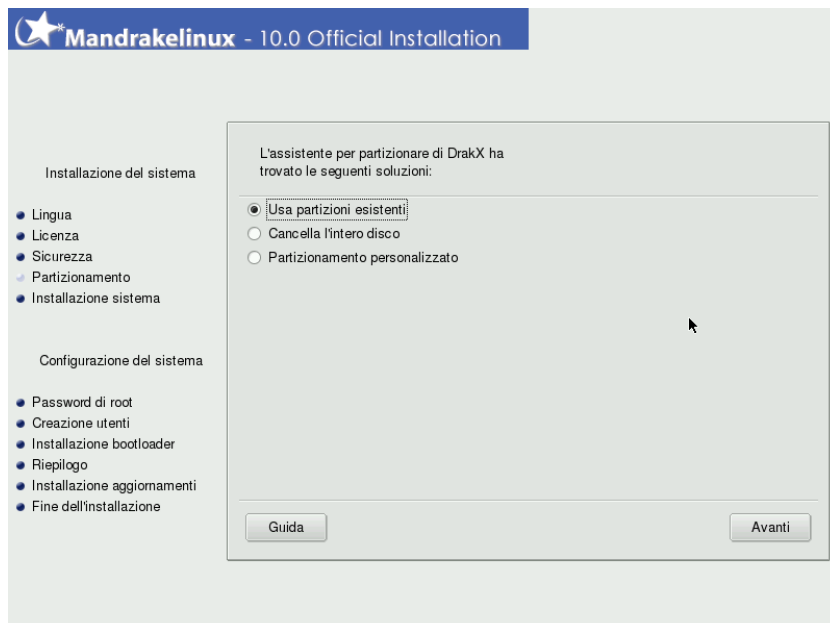 Mandrakelinux - 10.0 Official Installation
Installazione del sistema
Lingua
Licenza
Sicurezza
Partizionamento
Installazione sistema
Configurazione del sistema
Password di root
Creazione utenti
Installazione bootloader
Riepilogo
Installazione aggiornamenti
Fine dell'installazione
L'assistente per partizionare di DrakX ha
trovato le seguenti soluzioni:
Usa partizioni esistenti
Cancella l'intero disco
Partizionamento personalizzato
Guida
Avanti